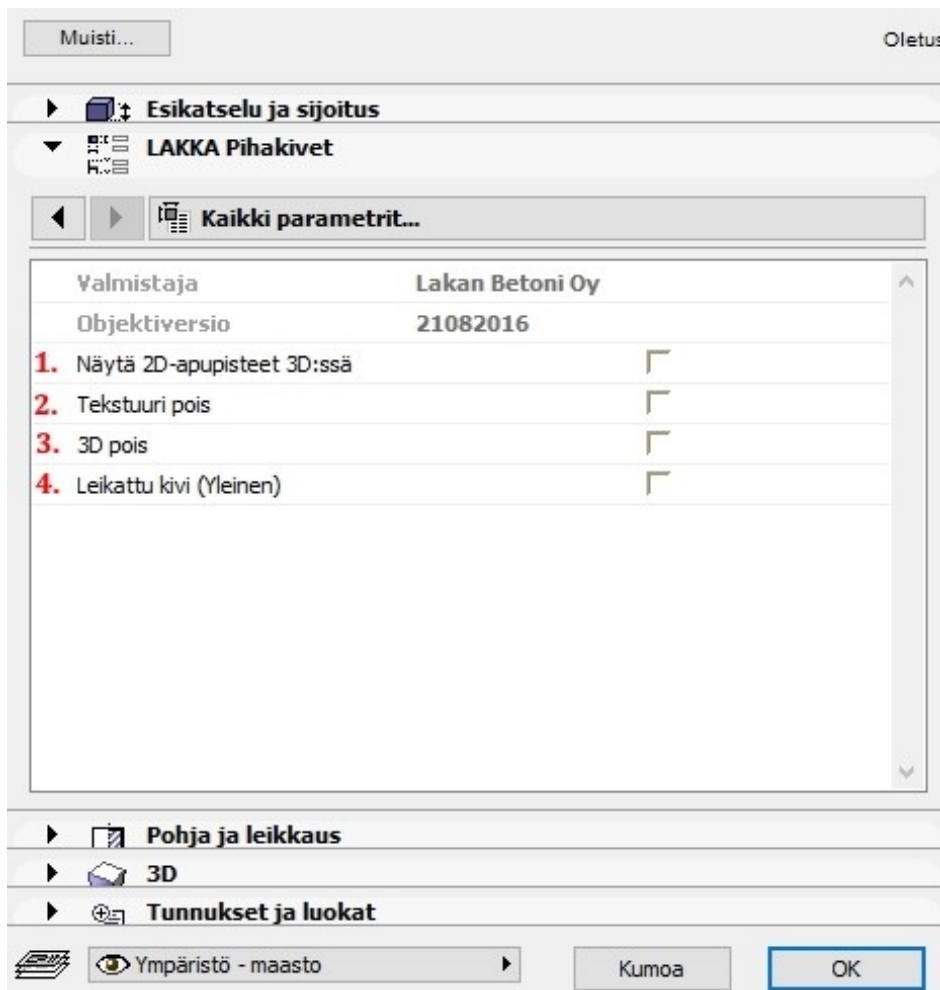 Muisti...
Oletus
Esikatselu ja sijoitus
LAKKA Pihakivet
Kaikki parametrit...
Valmistaja Lakan Betoni Oy
Objektiversio 21082016
1. Näytä 2D-apupisteet 3D:ssä
2. Tekstuuri pois
3. 3D pois
4. Leikattu kivi (Yleinen)
Pohja ja leikkaus
3D
Tunnukset ja luokat
Ympäristö - maasto
Kumoa
OK